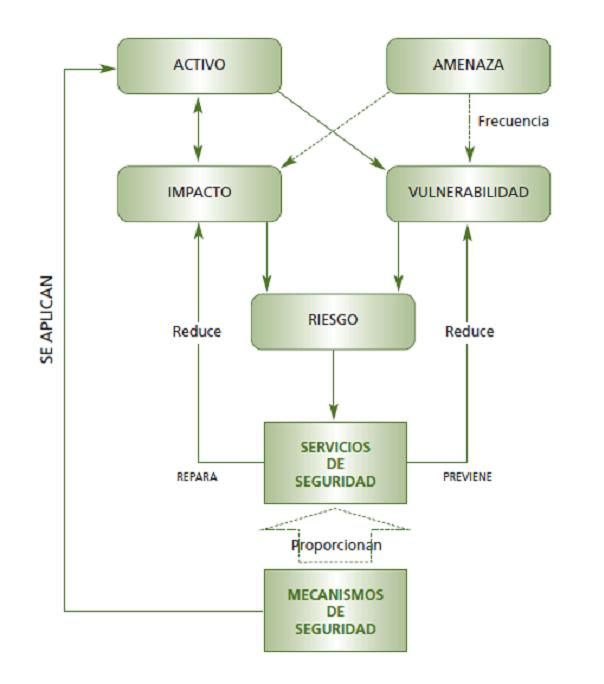 ACTIVO
AMENAZA
Frecuencia
IMPACTO
VULNERABILIDAD
SE APLICAN
RIESGO
Reduce
Reduce
SERVICIOS
DE
SEGURIDAD
REPARA
PREVIENE
Proporcionan
MECANISMOS
DE
SEGURIDAD